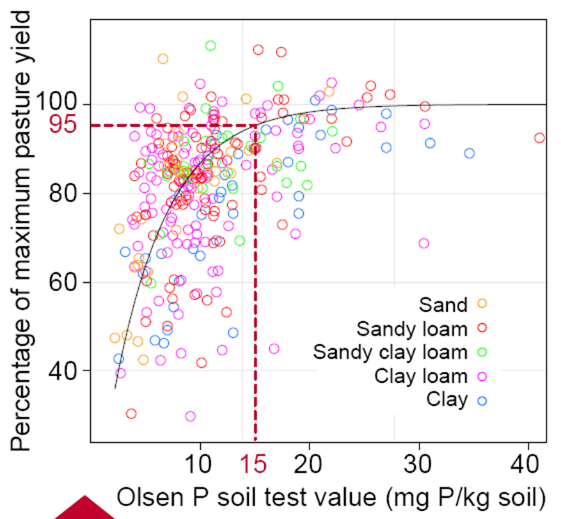 Percentage of maximum pasture yield
100
95
80
60
40
Sand
Sandy loam
Sandy clay loam
Clay loam
Clay
10 15 20 30 40
Olsen P soil test value (mg P/kg soil)